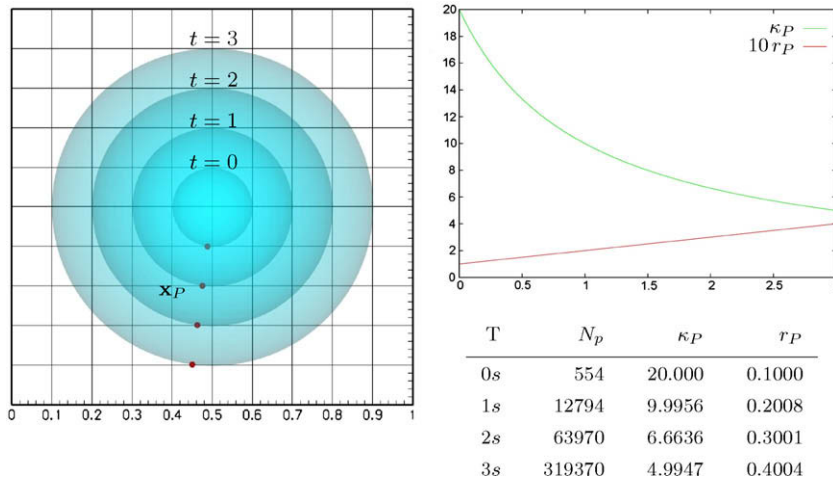 t = 3
t = 2
t = 1
t = 0
x_P
0 0.1 0.2 0.3 0.4 0.5 0.6 0.7 0.8 0.9 1
20
18
16
14
12
10
8
6
4
2
0
0 0.5 1 1.5 2 2.5
κ_P
10 r_P
T N_p κ_P r_P
0s 554 20.000 0.1000
1s 12794 9.9956 0.2008
2s 63970 6.6636 0.3001
3s 319370 4.9947 0.4004